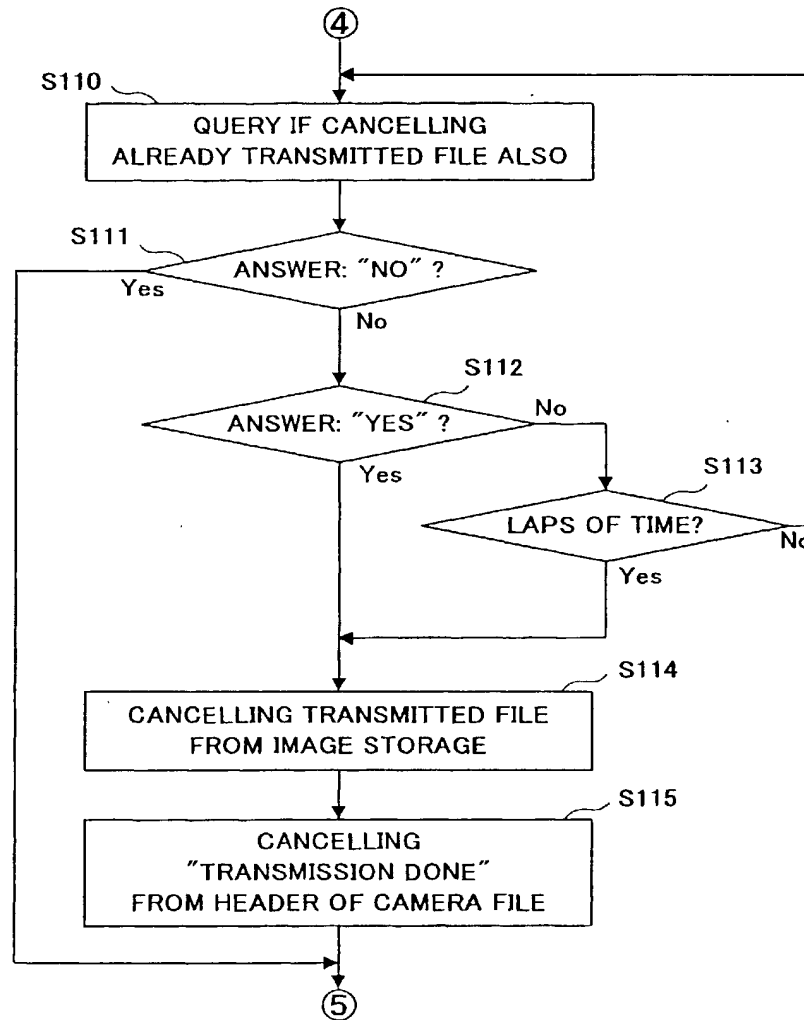 ④
S110
QUERY IF CANCELLING
ALREADY TRANSMITTED FILE ALSO
S111
ANSWER: "NO" ?
Yes
No
S112
ANSWER: "YES" ?
No
Yes
S113
LAPS OF TIME?
No
Yes
S114
CANCELLING TRANSMITTED FILE
FROM IMAGE STORAGE
S115
CANCELLING
"TRANSMISSION DONE"
FROM HEADER OF CAMERA FILE
⑤